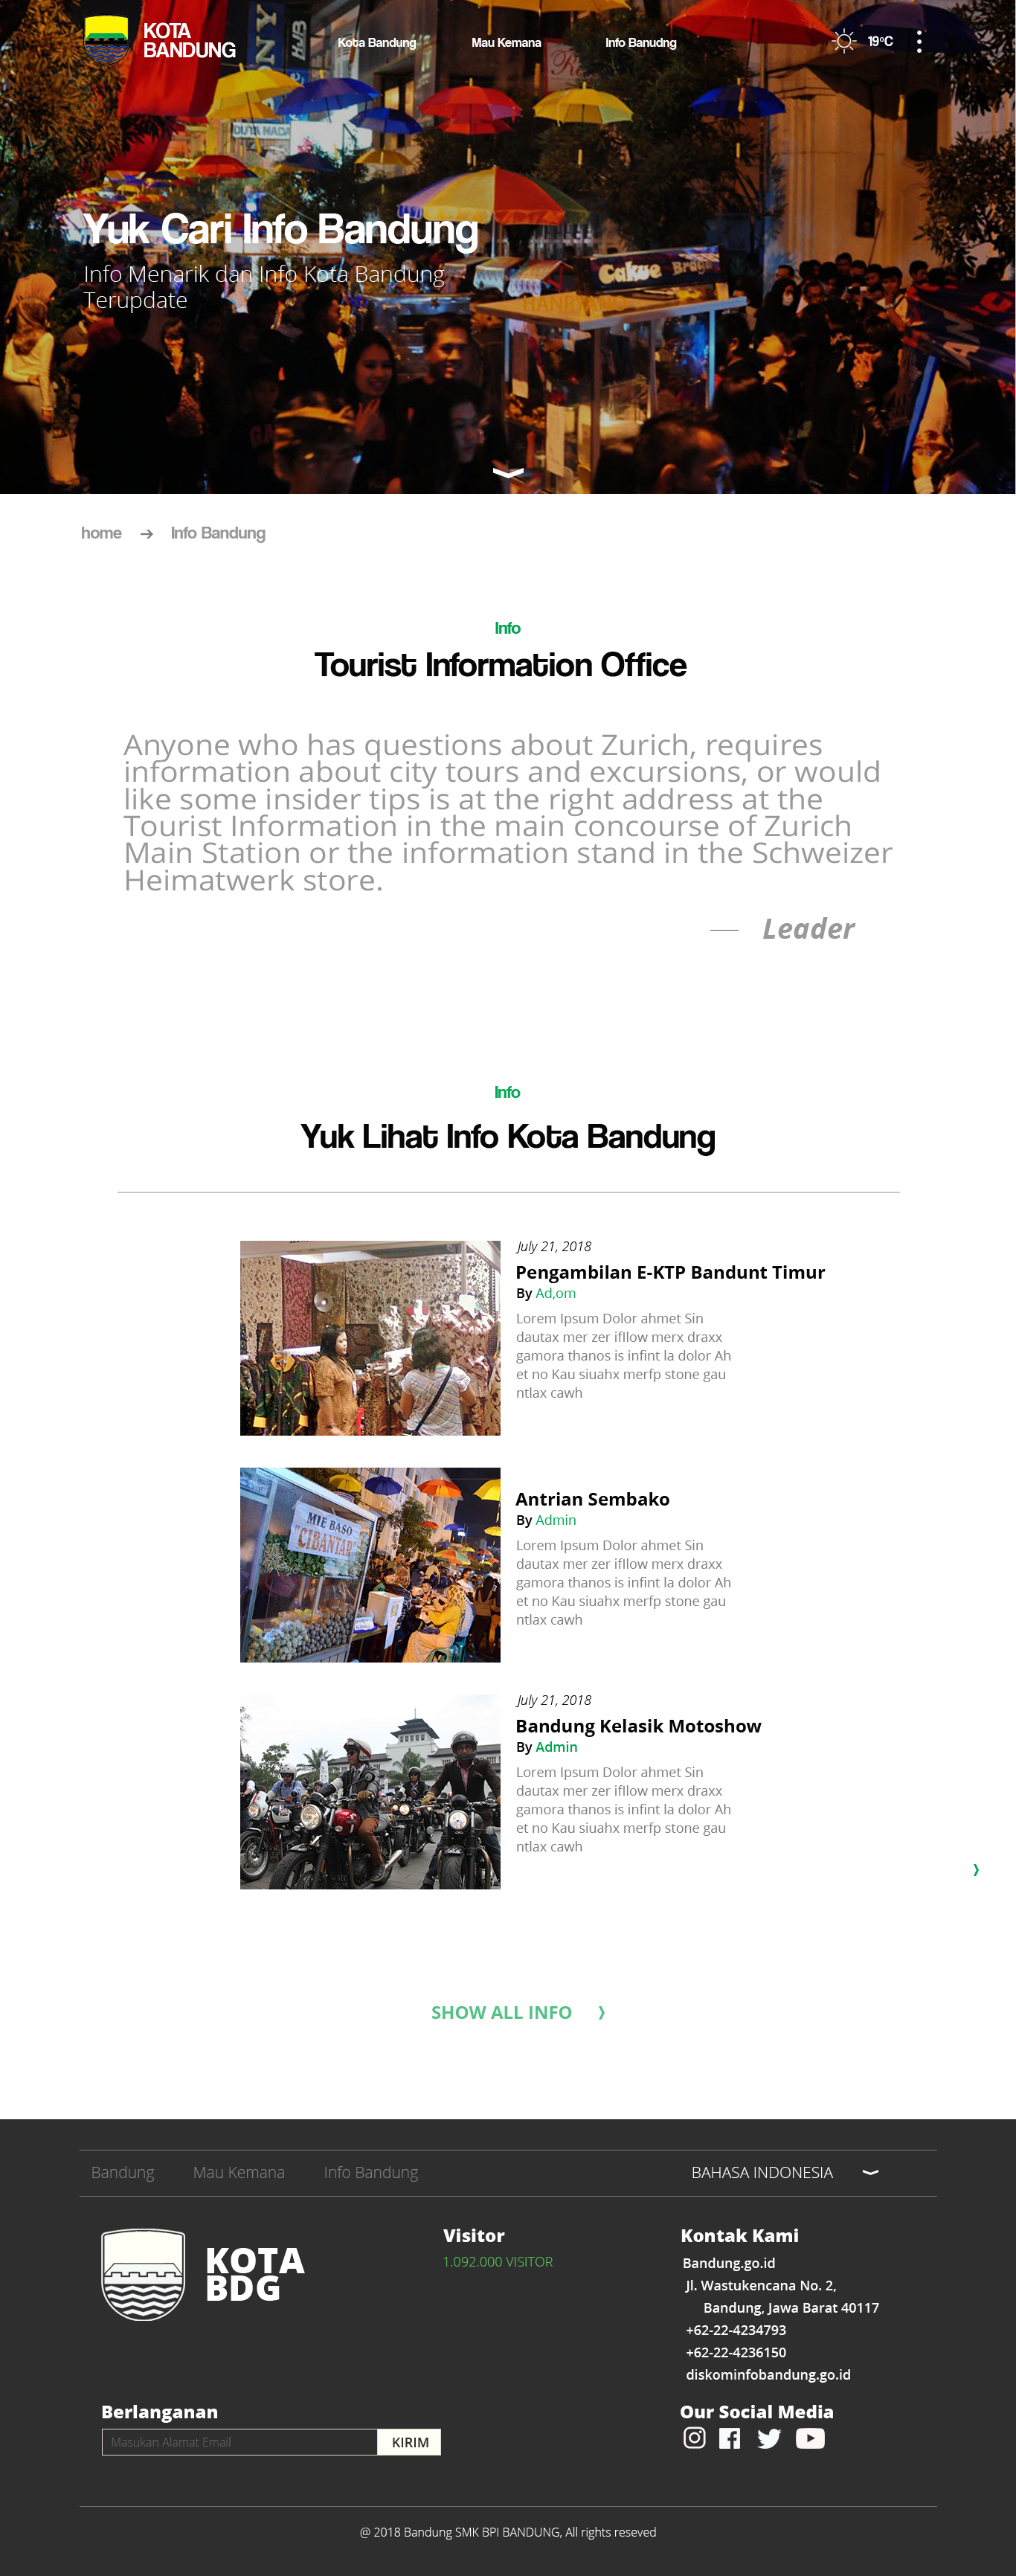 KOTA
BANDUNG
Kota Bandung
Mau Kemana
Info Banudng
19°C
Cakue
Yuk Cari Info Bandung
Info Menarik dan Info Kota Bandung
Terupdate
home → Info Bandung
Info
Tourist Information Office
Anyone who has questions about Zurich, requires
information about city tours and excursions, or would
like some insider tips is at the right address at the
Tourist Information in the main concourse of Zurich
Main Station or the information stand in the Schweizer
Heimatwerk store.
— Leader
Info
Yuk Lihat Info Kota Bandung
July 21, 2018
Pengambilan E-KTP Bandunt Timur
By Ad,om
Lorem Ipsum Dolor ahmet Sin
dautax mer zer ifIlow merx draxx
gamora thanos is infint la dolor Ah
et no Kau siuahx merfp stone gau
ntlax cawh
MIE BASO
"CIBANTAR"
Antrian Sembako
By Admin
Lorem Ipsum Dolor ahmet Sin
dautax mer zer ifIlow merx draxx
gamora thanos is infint la dolor Ah
et no Kau siuahx merfp stone gau
ntlax cawh
July 21, 2018
Bandung Kelasik Motoshow
By Admin
Lorem Ipsum Dolor ahmet Sin
dautax mer zer ifIlow merx draxx
gamora thanos is infint la dolor Ah
et no Kau siuahx merfp stone gau
ntlax cawh
SHOW ALL INFO
Bandung
Mau Kemana
Info Bandung
BAHASA INDONESIA
KOTA
BDG
Visitor
1.092.000 VISITOR
Kontak Kami
Bandung.go.id
Jl. Wastukencana No. 2,
Bandung, Jawa Barat 40117
+62-22-4234793
+62-22-4236150
diskominfobandung.go.id
Berlanganan
Masukan Alamat Email
KIRIM
Our Social Media
@ 2018 Bandung SMK BPI BANDUNG, All rights reseved